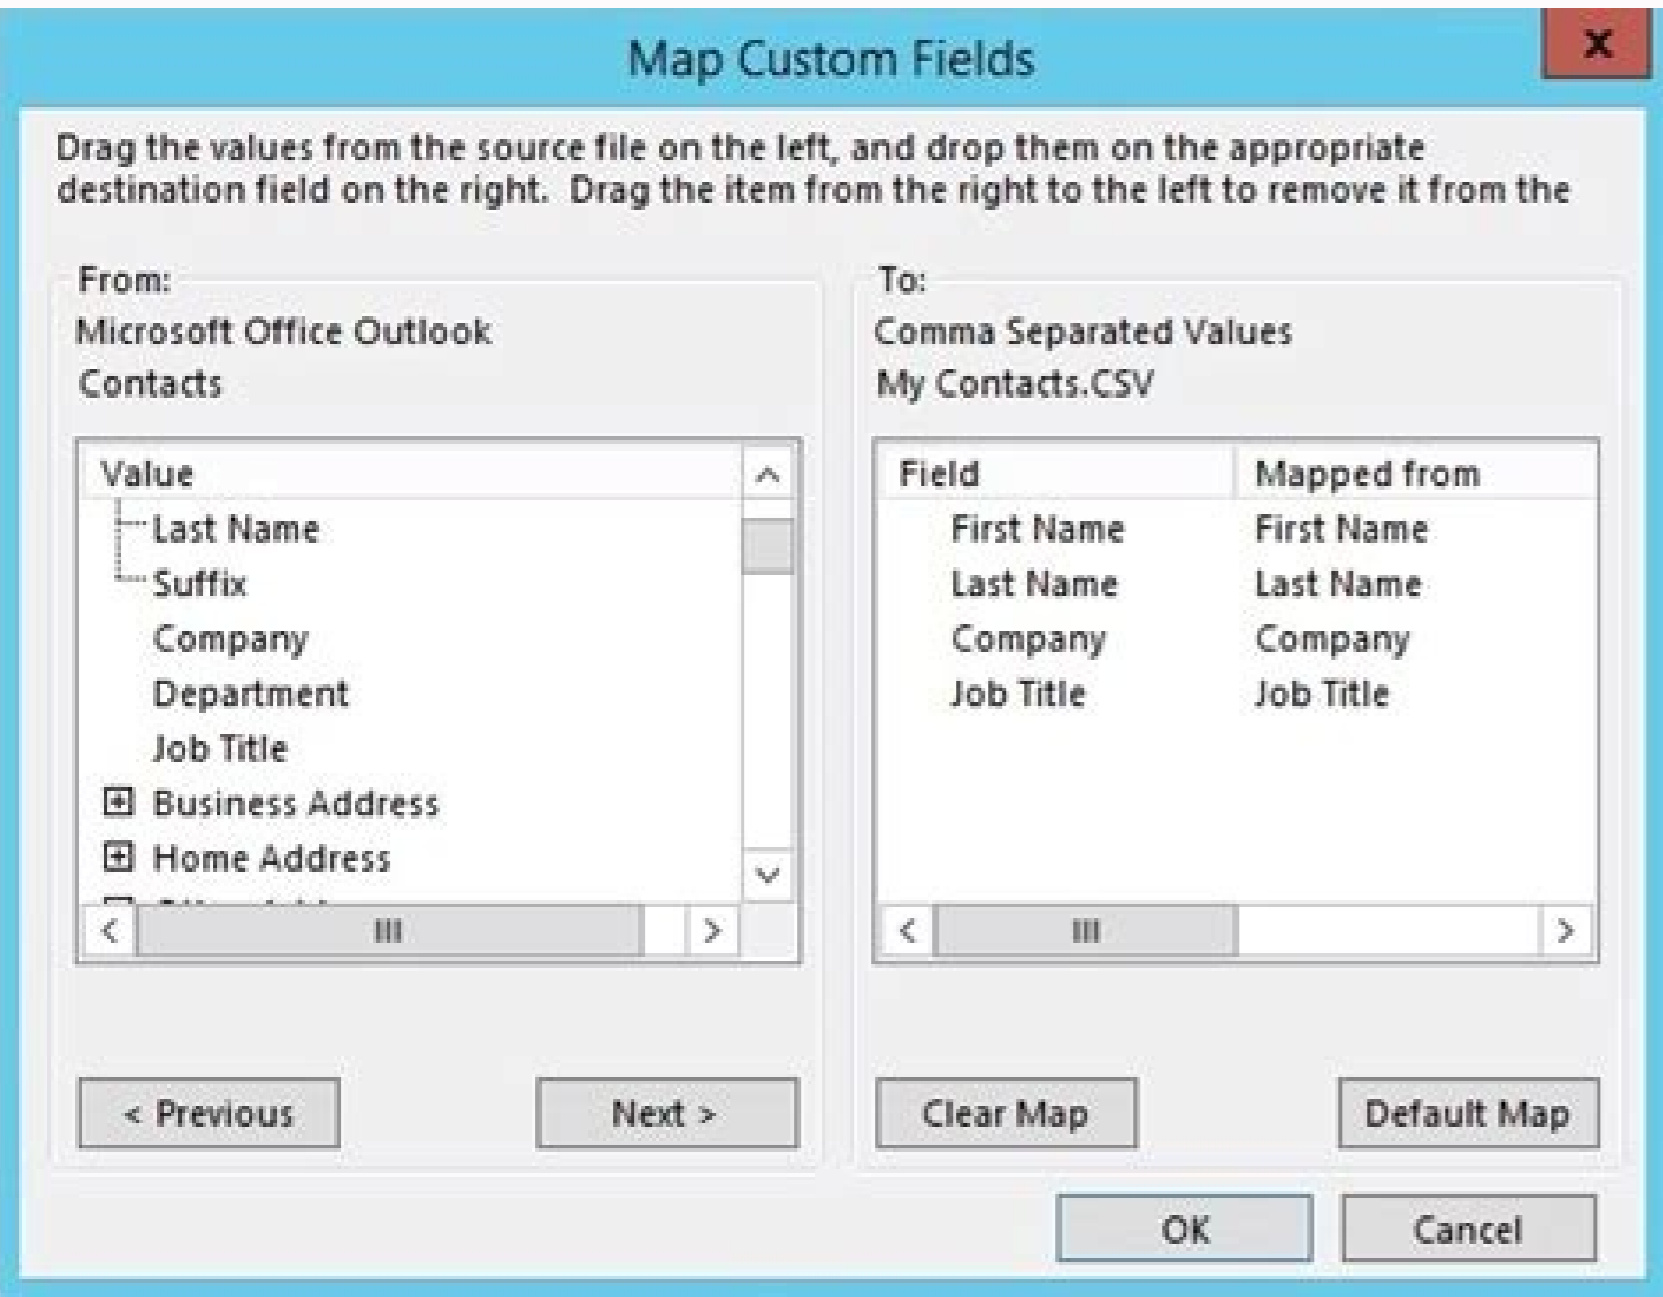 Map Custom Fields
x
Drag the values from the source file on the left, and drop them on the appropriate
destination field on the right. Drag the item from the right to the left to remove it from the
From:
Microsoft Office Outlook
Contacts
Value
Last Name
Suffix
Company
Department
Job Title
Business Address
Home Address
< Previous
Next >
To:
Comma Separated Values
My Contacts.CSV
Field Mapped from
First Name First Name
Last Name Last Name
Company Company
Job Title Job Title
Clear Map
Default Map
OK
Cancel